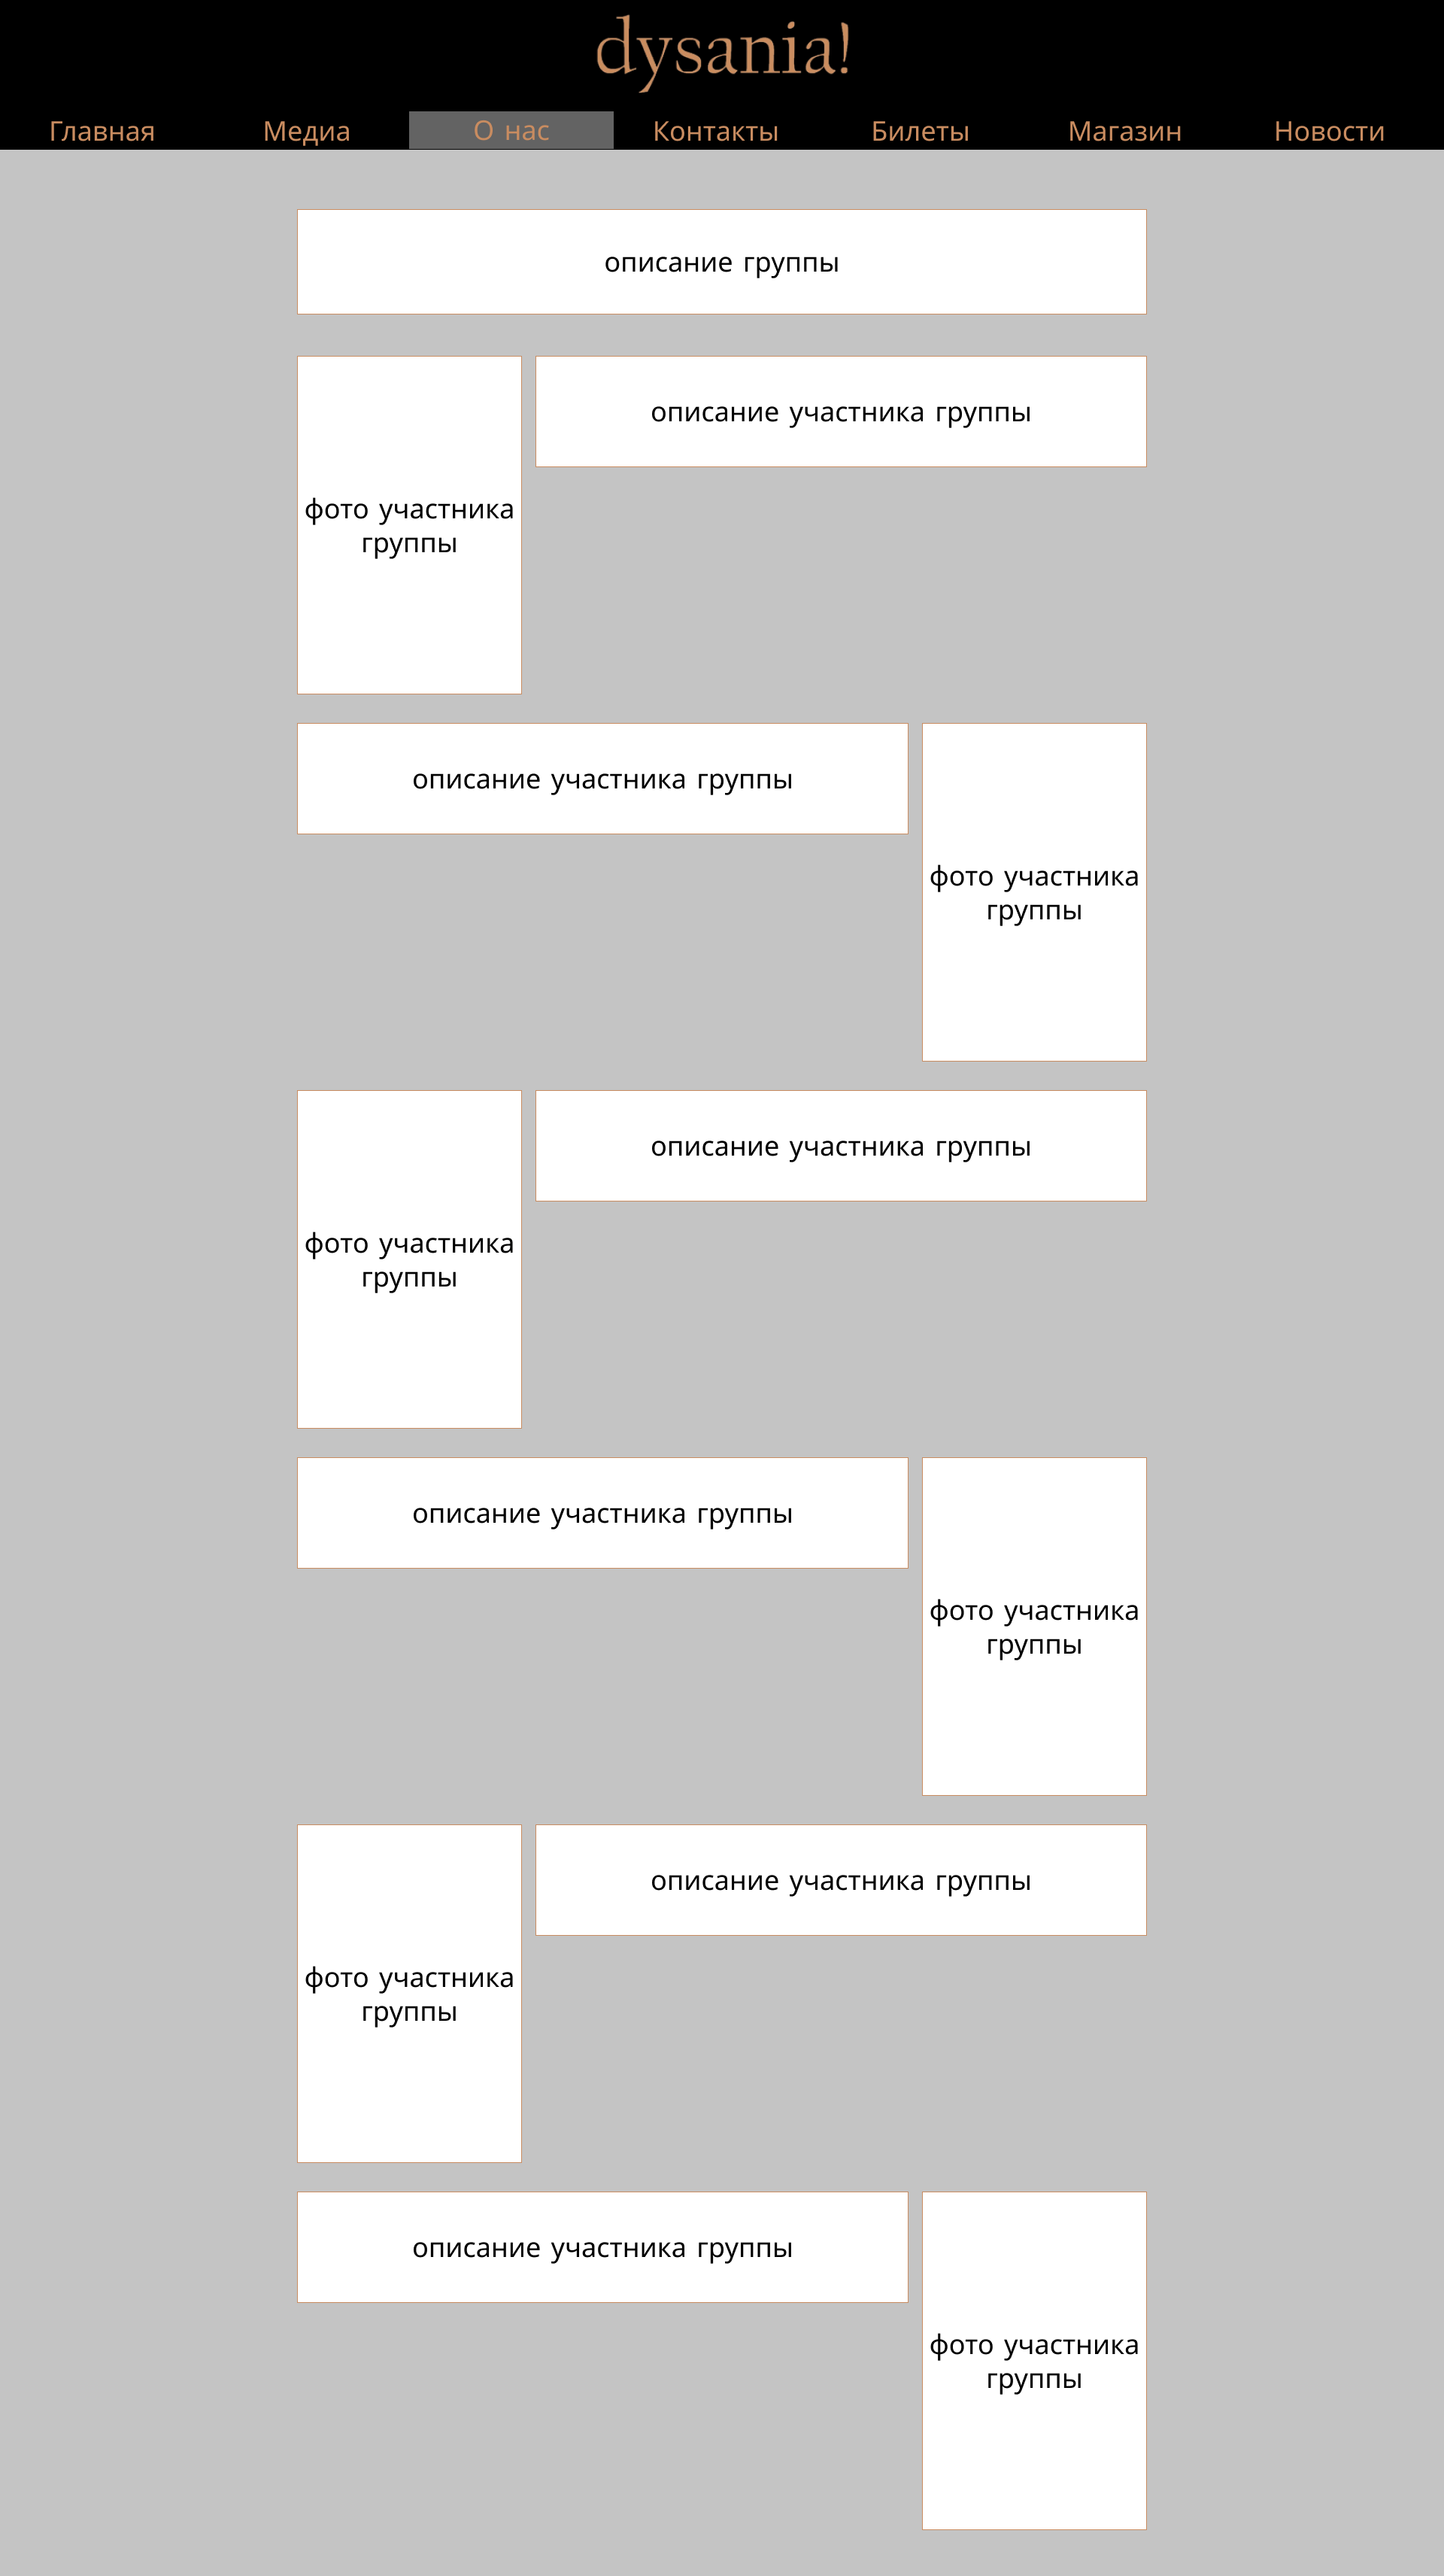 dysania!
Главная Медиа О нас Контакты Билеты Магазин Новости
описание группы
описание участника группы
фото участника
группы
описание участника группы
фото участника
группы
описание участника группы
фото участника
группы
описание участника группы
фото участника
группы
описание участника группы
фото участника
группы
описание участника группы
фото участника
группы